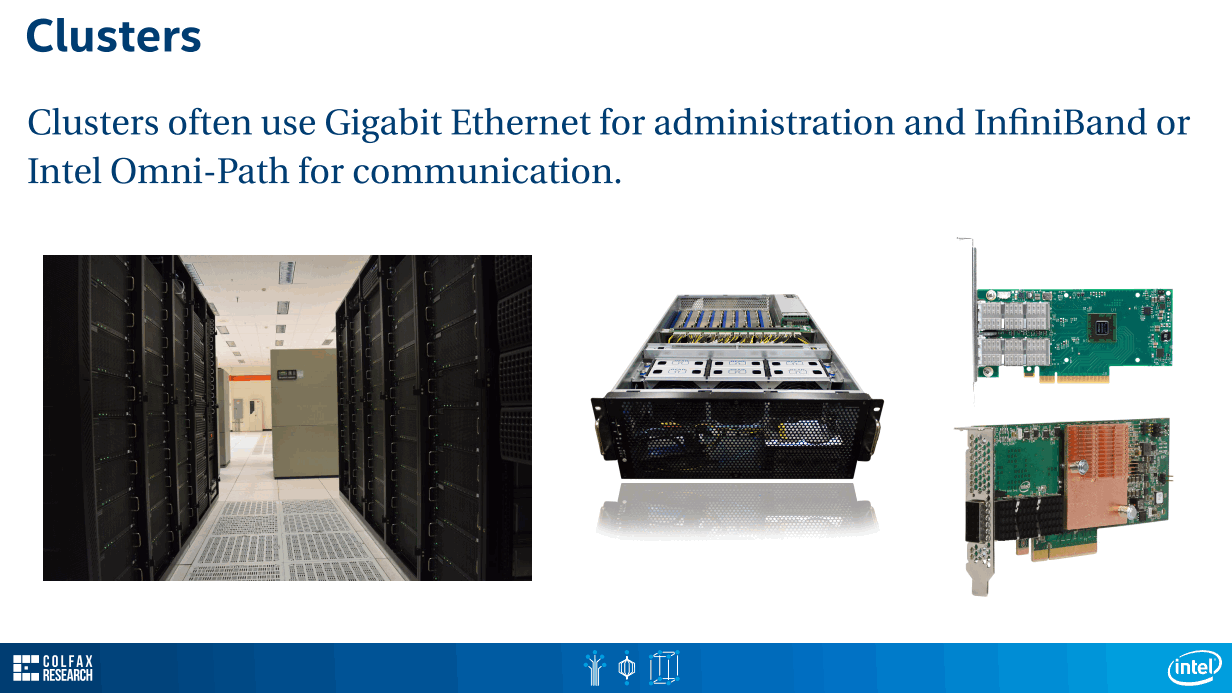 Clusters
Clusters often use Gigabit Ethernet for administration and InfiniBand or
Intel Omni-Path for communication.
COLFAX
RESEARCH
intel